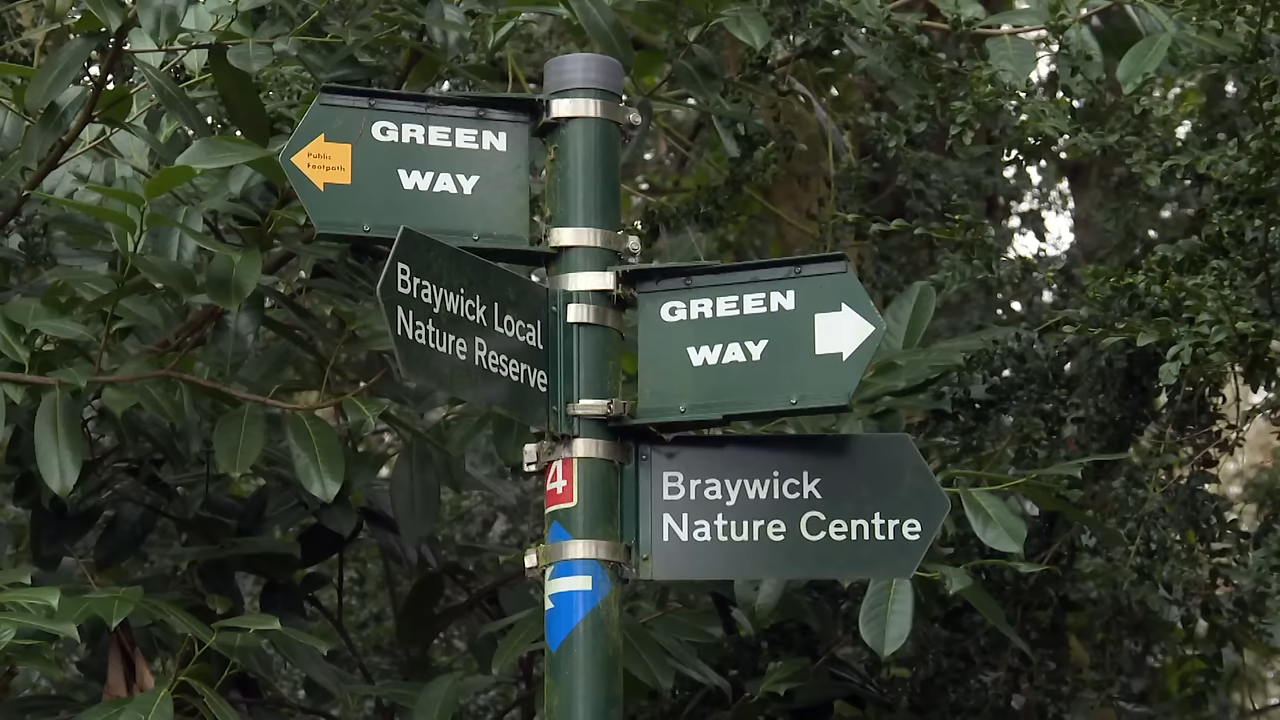 GREEN
WAY
Public
Footpath
Braywick Local
Nature Reserve
GREEN
WAY
Braywick
Nature Centre
4